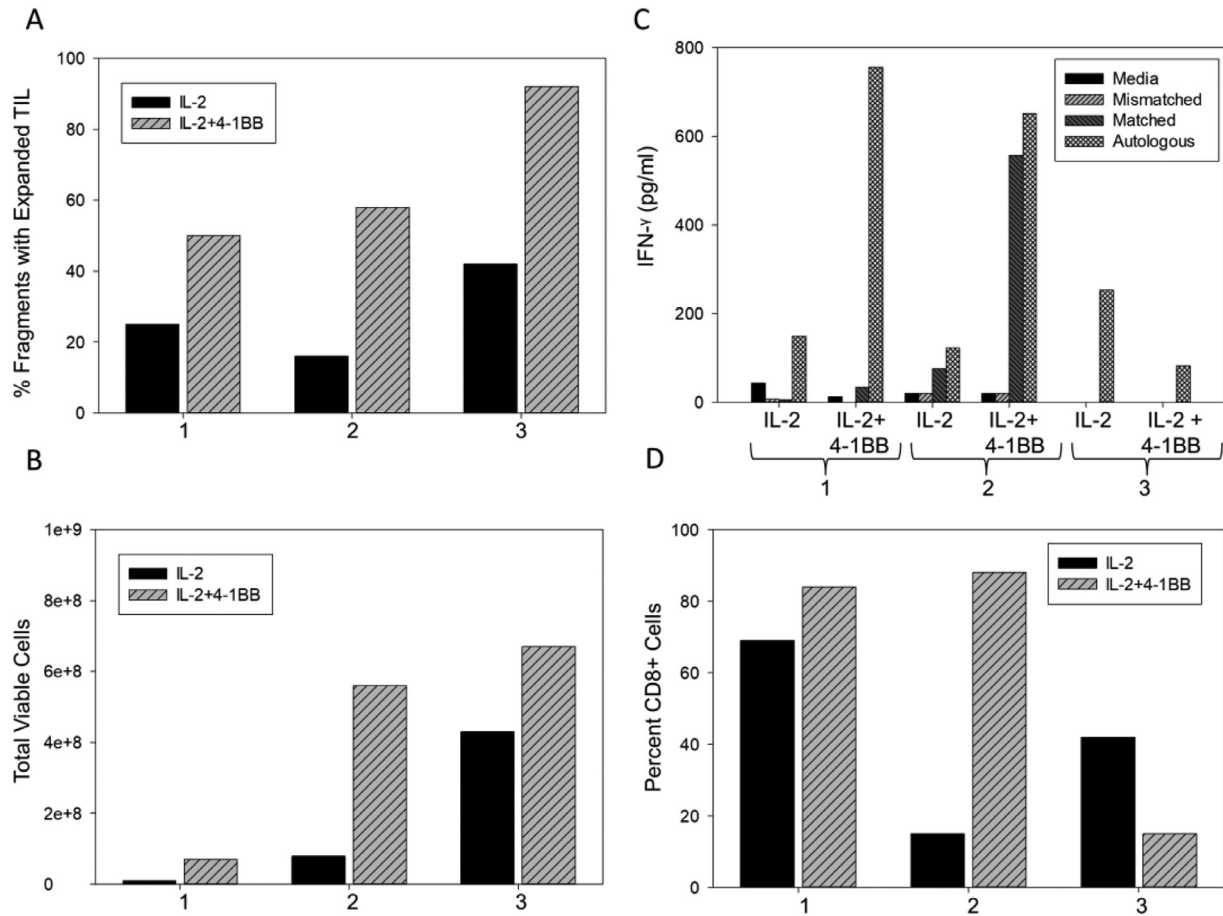 A
% Fragments with Expanded TIL
100
80
60
40
20
0
IL-2
IL-2+4-1BB
1 2 3
C
IFN-γ (pg/ml)
800
600
400
200
0
Media
Mismatched
Matched
Autologous
IL-2 IL-2+ IL-2 IL-2+ IL-2 IL-2 +
4-1BB 4-1BB 4-1BB
1 2 3
B
Total Viable Cells
1e+9
8e+8
6e+8
4e+8
2e+8
0
IL-2
IL-2+4-1BB
1 2 3
D
Percent CD8+ Cells
100
80
60
40
20
0
IL-2
IL-2+4-1BB
1 2 3